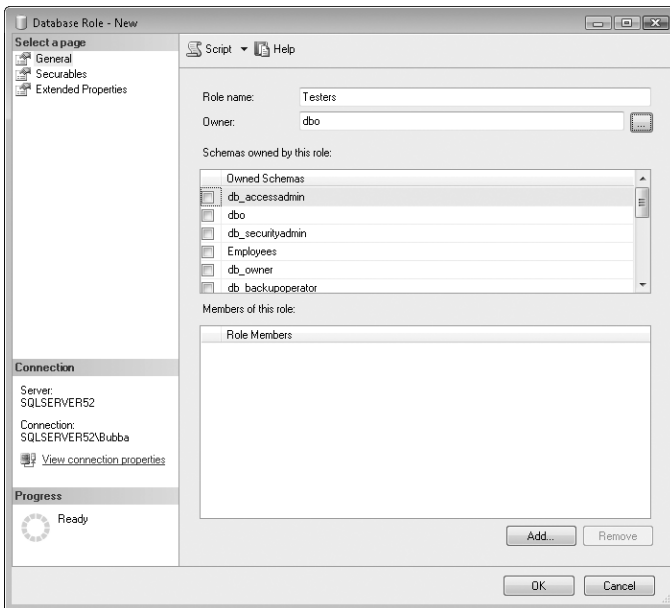 Database Role - New
Select a page
General
Securables
Extended Properties
Script
Help
Role name: Testers
Owner: dbo
...
Schemas owned by this role:
Owned Schemas
db_accessadmin
dbo
db_securityadmin
Employees
db_owner
db_backupoperator
Members of this role:
Role Members
Connection
Server:
SQLSERVER52
Connection:
SQLSERVER52\Bubba
View connection properties
Progress
Ready
Add...
Remove
OK
Cancel